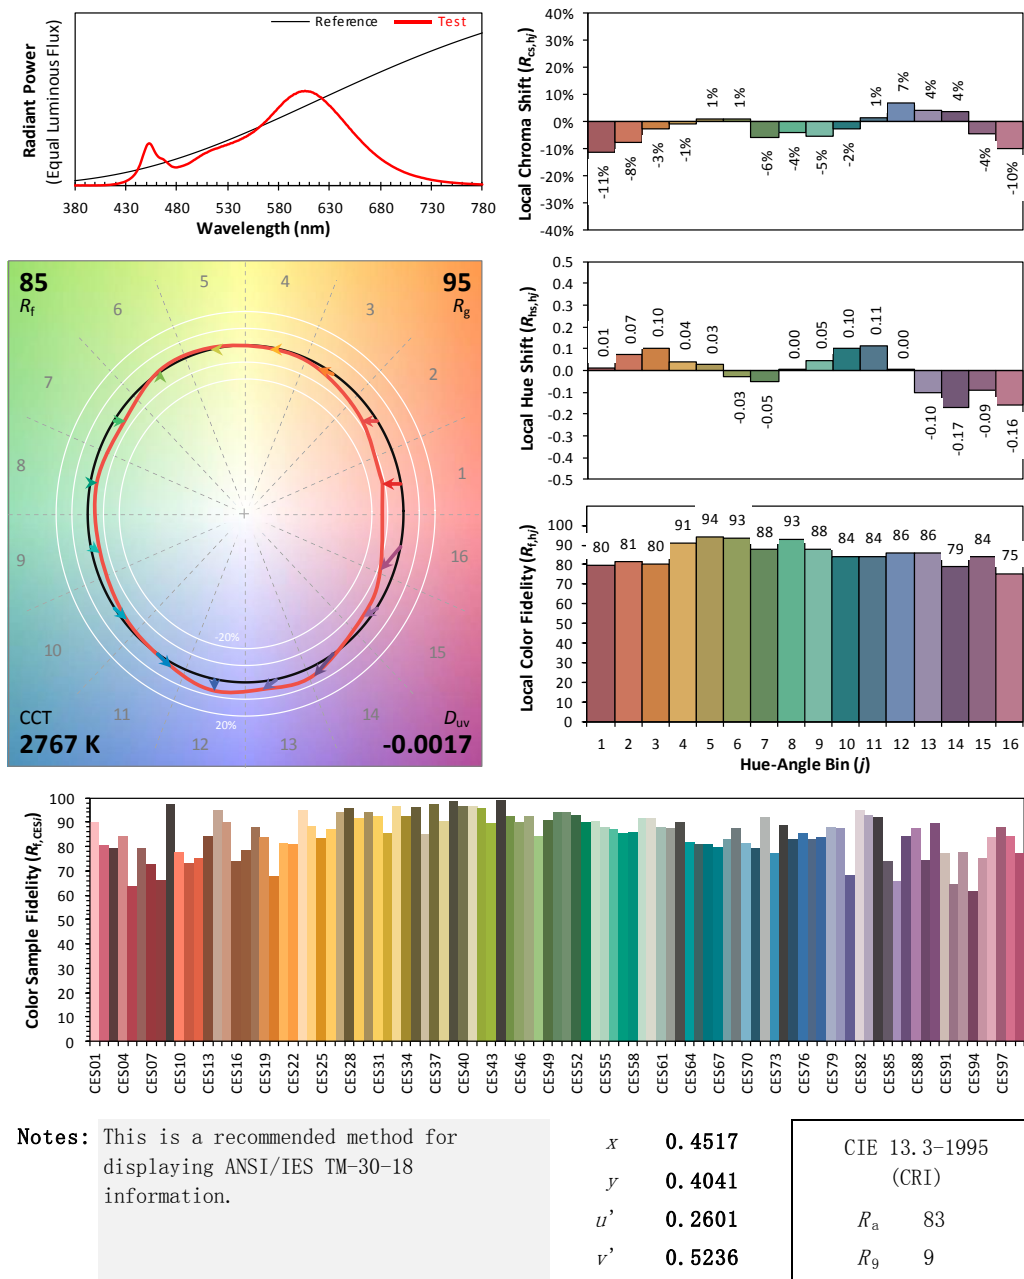 Reference
Test
Radiant Power
(Equal Luminous Flux)
380 430 480 530 580 630 680 730 780
Wavelength (nm)
Local Chroma Shift (Rcs,hj)
40%
30%
20%
10%
0%
-10%
-20%
-30%
-40%
-11% -8% -3% -1% 1% 1% -6% -4% -5% -2% 1% 7% 4% 4% -4% -10%
85
Rf
95
Rg
1
2
3
4
5
6
7
8
9
10
11
12
13
14
15
16
-20%
20%
CCT
2767 K
Duv
-0.0017
Local Hue Shift (Rhs,hj)
0.5
0.4
0.3
0.2
0.1
0.0
-0.1
-0.2
-0.3
-0.4
-0.5
0.01 0.07 0.10 0.04 0.03 -0.03 -0.05 0.00 0.05 0.10 0.11 0.00 -0.10 -0.17 -0.09 -0.16
Local Color Fidelity (Rf,hj)
100
90
80
70
60
50
40
30
20
10
0
80 81 80 91 94 93 88 93 88 84 84 86 86 79 84 75
1 2 3 4 5 6 7 8 9 10 11 12 13 14 15 16
Hue-Angle Bin (j)
Color Sample Fidelity (Rf,CESi)
100
90
80
70
60
50
40
30
20
10
0
CES01 CES04 CES07 CES10 CES13 CES16 CES19 CES22 CES25 CES28 CES31 CES34 CES37 CES40 CES43 CES46 CES49 CES52 CES55 CES58 CES61 CES64 CES67 CES70 CES73 CES76 CES79 CES82 CES85 CES88 CES91 CES94 CES97
Notes: This is a recommended method for
displaying ANSI/IES TM-30-18
information.
x 0.4517
y 0.4041
u' 0.2601
v' 0.5236
CIE 13.3-1995
(CRI)
Ra 83
R9 9